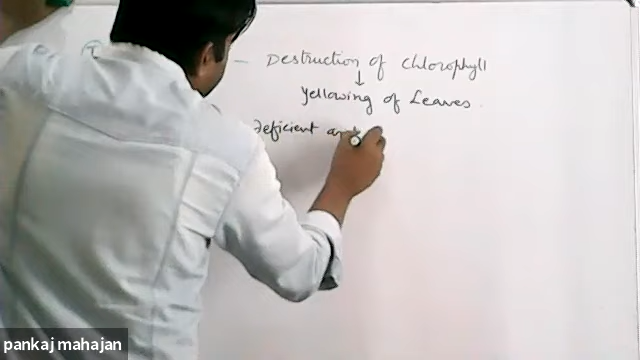 — Destruction of Chlorophyll
↓
Yellowing of Leaves.
Deficient
pankaj mahajan